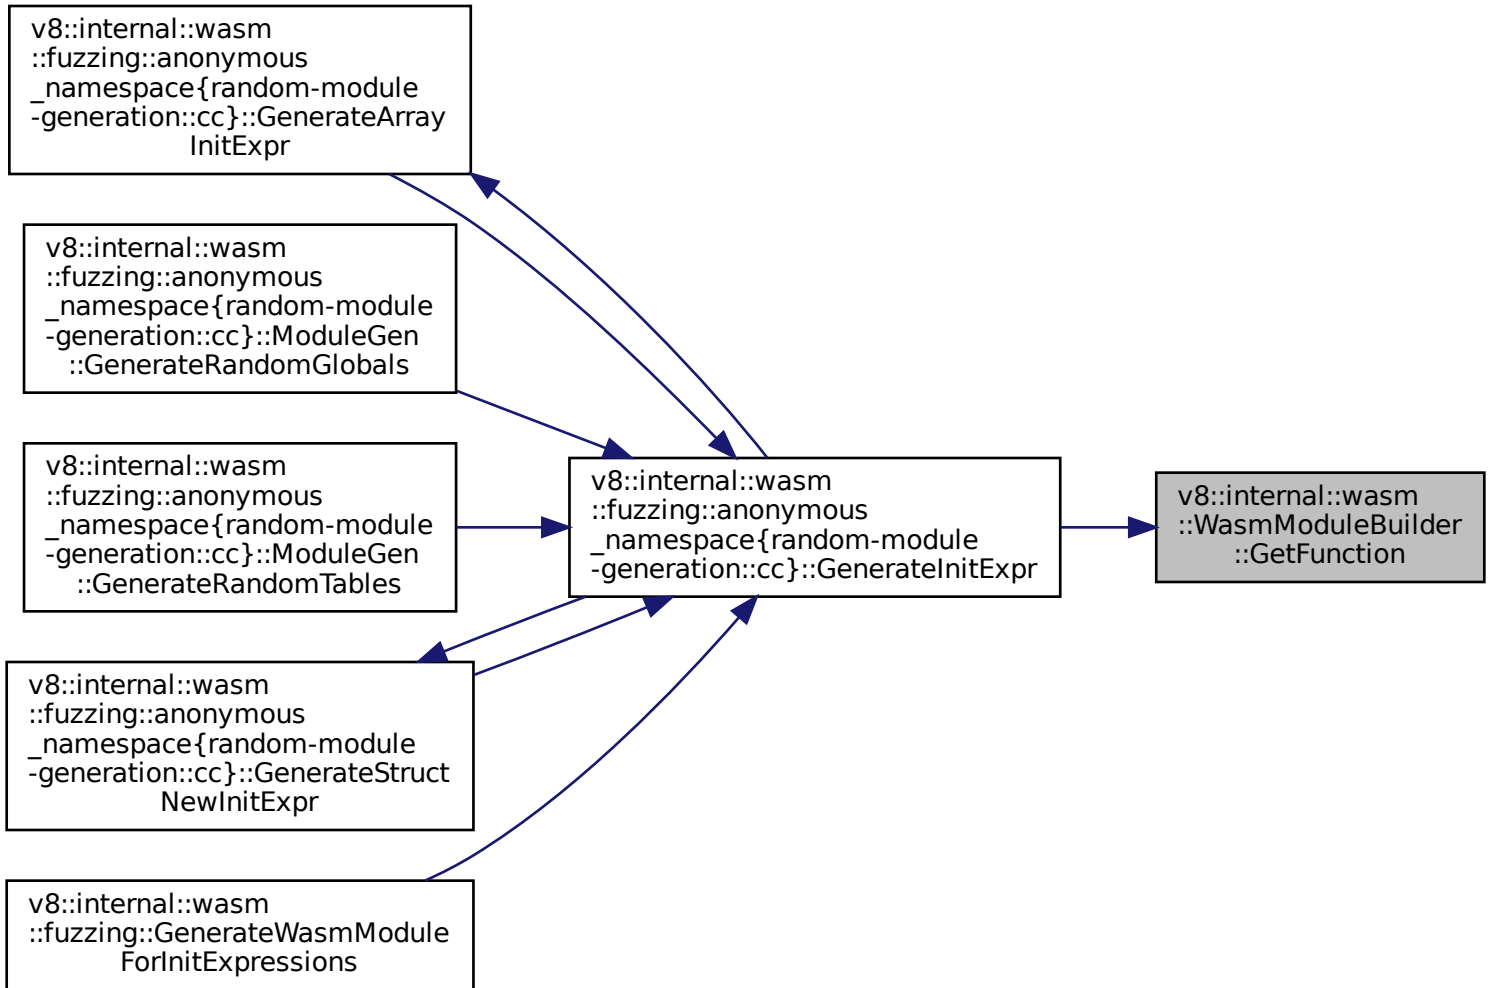 v8::internal::wasm
::fuzzing::anonymous
_namespace{random-module
-generation::cc}::GenerateArray
InitExpr
v8::internal::wasm
::fuzzing::anonymous
_namespace{random-module
-generation::cc}::ModuleGen
::GenerateRandomGlobals
v8::internal::wasm
::fuzzing::anonymous
_namespace{random-module
-generation::cc}::ModuleGen
::GenerateRandomTables
v8::internal::wasm
::fuzzing::anonymous
_namespace{random-module
-generation::cc}::GenerateStruct
NewInitExpr
v8::internal::wasm
::fuzzing::GenerateWasmModule
ForInitExpressions
v8::internal::wasm
::fuzzing::anonymous
_namespace{random-module
-generation::cc}::GenerateInitExpr
v8::internal::wasm
::WasmModuleBuilder
::GetFunction